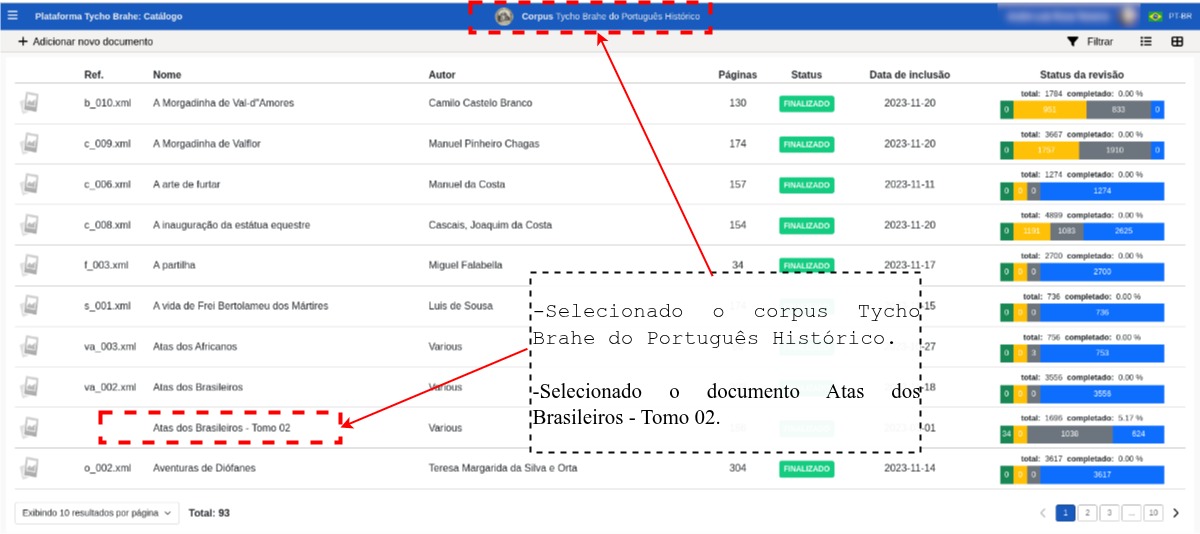 Plataforma Tycho Brahe: Catálogo Corpus Tycho Brahe do Português Histórico PT-BR
+ Adicionar novo documento Filtrar
Ref. Nome Autor Páginas Status Data de inclusão Status da revisão
total: 1784 completado: 0.00 %
b_010.xml A Morgadinha de Val-d"Amores Camilo Castelo Branco 130 FINALIZADO 2023-11-20
0 951 833 0
total: 3667 completado: 0.00 %
c_009.xml A Morgadinha de Valflor Manuel Pinheiro Chagas 174 FINALIZADO 2023-11-20
0 1757 1910 0
total: 1274 completado: 0.00 %
c_006.xml A arte de furtar Manuel da Costa 157 FINALIZADO 2023-11-11
0 0 0 1274
total: 4899 completado: 0.00 %
c_008.xml A inauguração da estátua equestre Cascais, Joaquim da Costa 154 FINALIZADO 2023-11-20
0 1191 1083 2625
total: 2700 completado: 0.00 %
f_003.xml A partilha Miguel Falabella 34 FINALIZADO 2023-11-17
0 0 0 2700
total: 736 completado: 0.00 %
s_001.xml A vida de Frei Bertolameu dos Mártires Luis de Sousa -15
0 0 0 736
-Selecionado o corpus Tycho
Brahe do Português Histórico.
total: 756 completado: 0.00 %
va_003.xml Atas dos Africanos Various -27
0 0 3 753
total: 3556 completado: 0.00 %
va_002.xml Atas dos Brasileiros Various -18
0 0 0 3556
-Selecionado o documento Atas dos
Brasileiros - Tomo 02.
total: 1696 completado: 5.17 %
Atas dos Brasileiros - Tomo 02 Various -01
34 0 1036 624
total: 3617 completado: 0.00 %
o_002.xml Aventuras de Diófanes Teresa Margarida da Silva e Orta 304 FINALIZADO 2023-11-14
0 0 0 3617
Exibindo 10 resultados por página Total: 93 1 2 3 ... 10